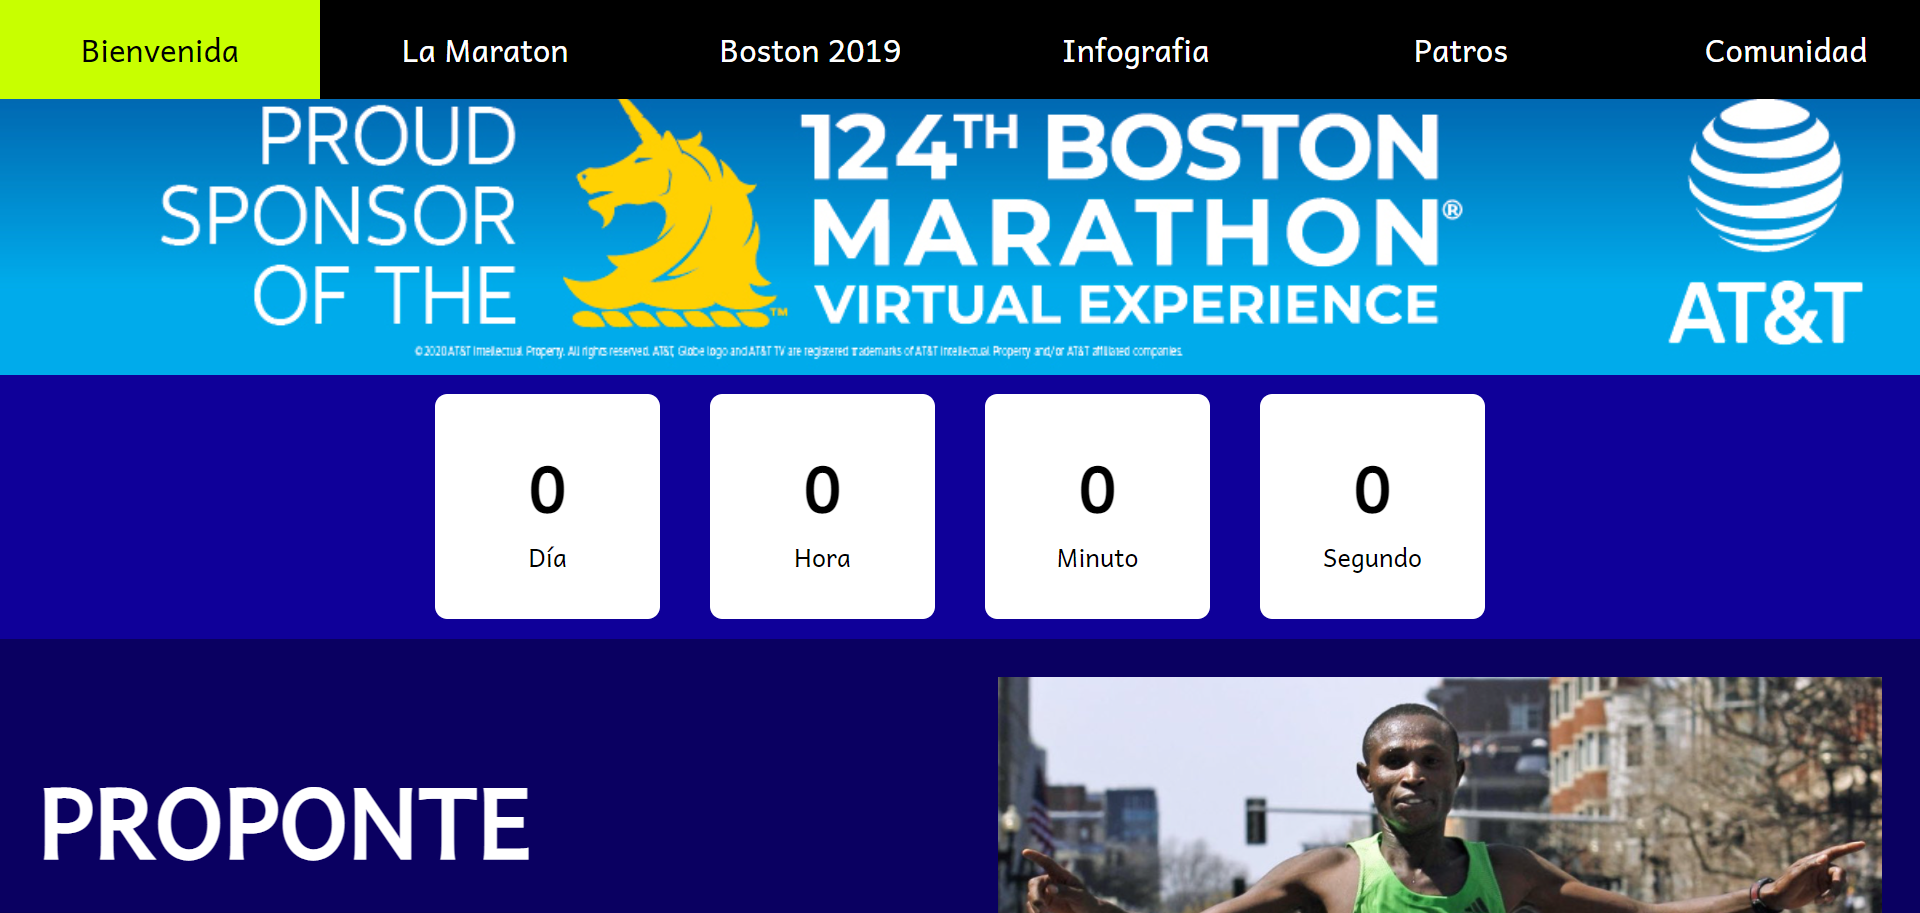 Bienvenida La Maraton Boston 2019 Infografia Patros Comunidad
PROUD
SPONSOR
OF THE
124TH BOSTON
MARATHON®
VIRTUAL EXPERIENCE
TM
AT&T
©2020 AT&T Intellectual Property. All rights reserved. AT&T, Globe logo and AT&T TV are registered trademarks of AT&T Intellectual Property and/or AT&T affiliated companies.
0 0 0 0
Día Hora Minuto Segundo
PROPONTE